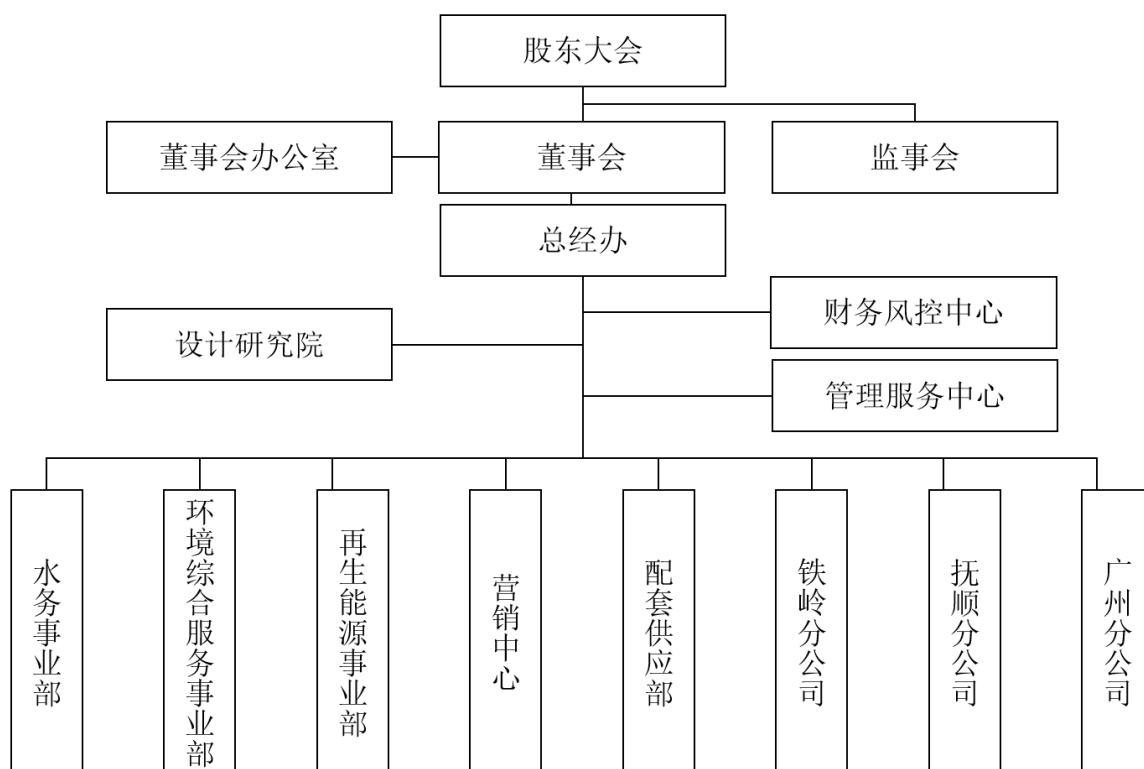 股东大会
董事会办公室
董事会
监事会
总经办
财务风控中心
设计研究院
管理服务中心
水务事业部
环境综合服务事业部
再生能源事业部
营销中心
配套供应部
铁岭分公司
抚顺分公司
广州分公司